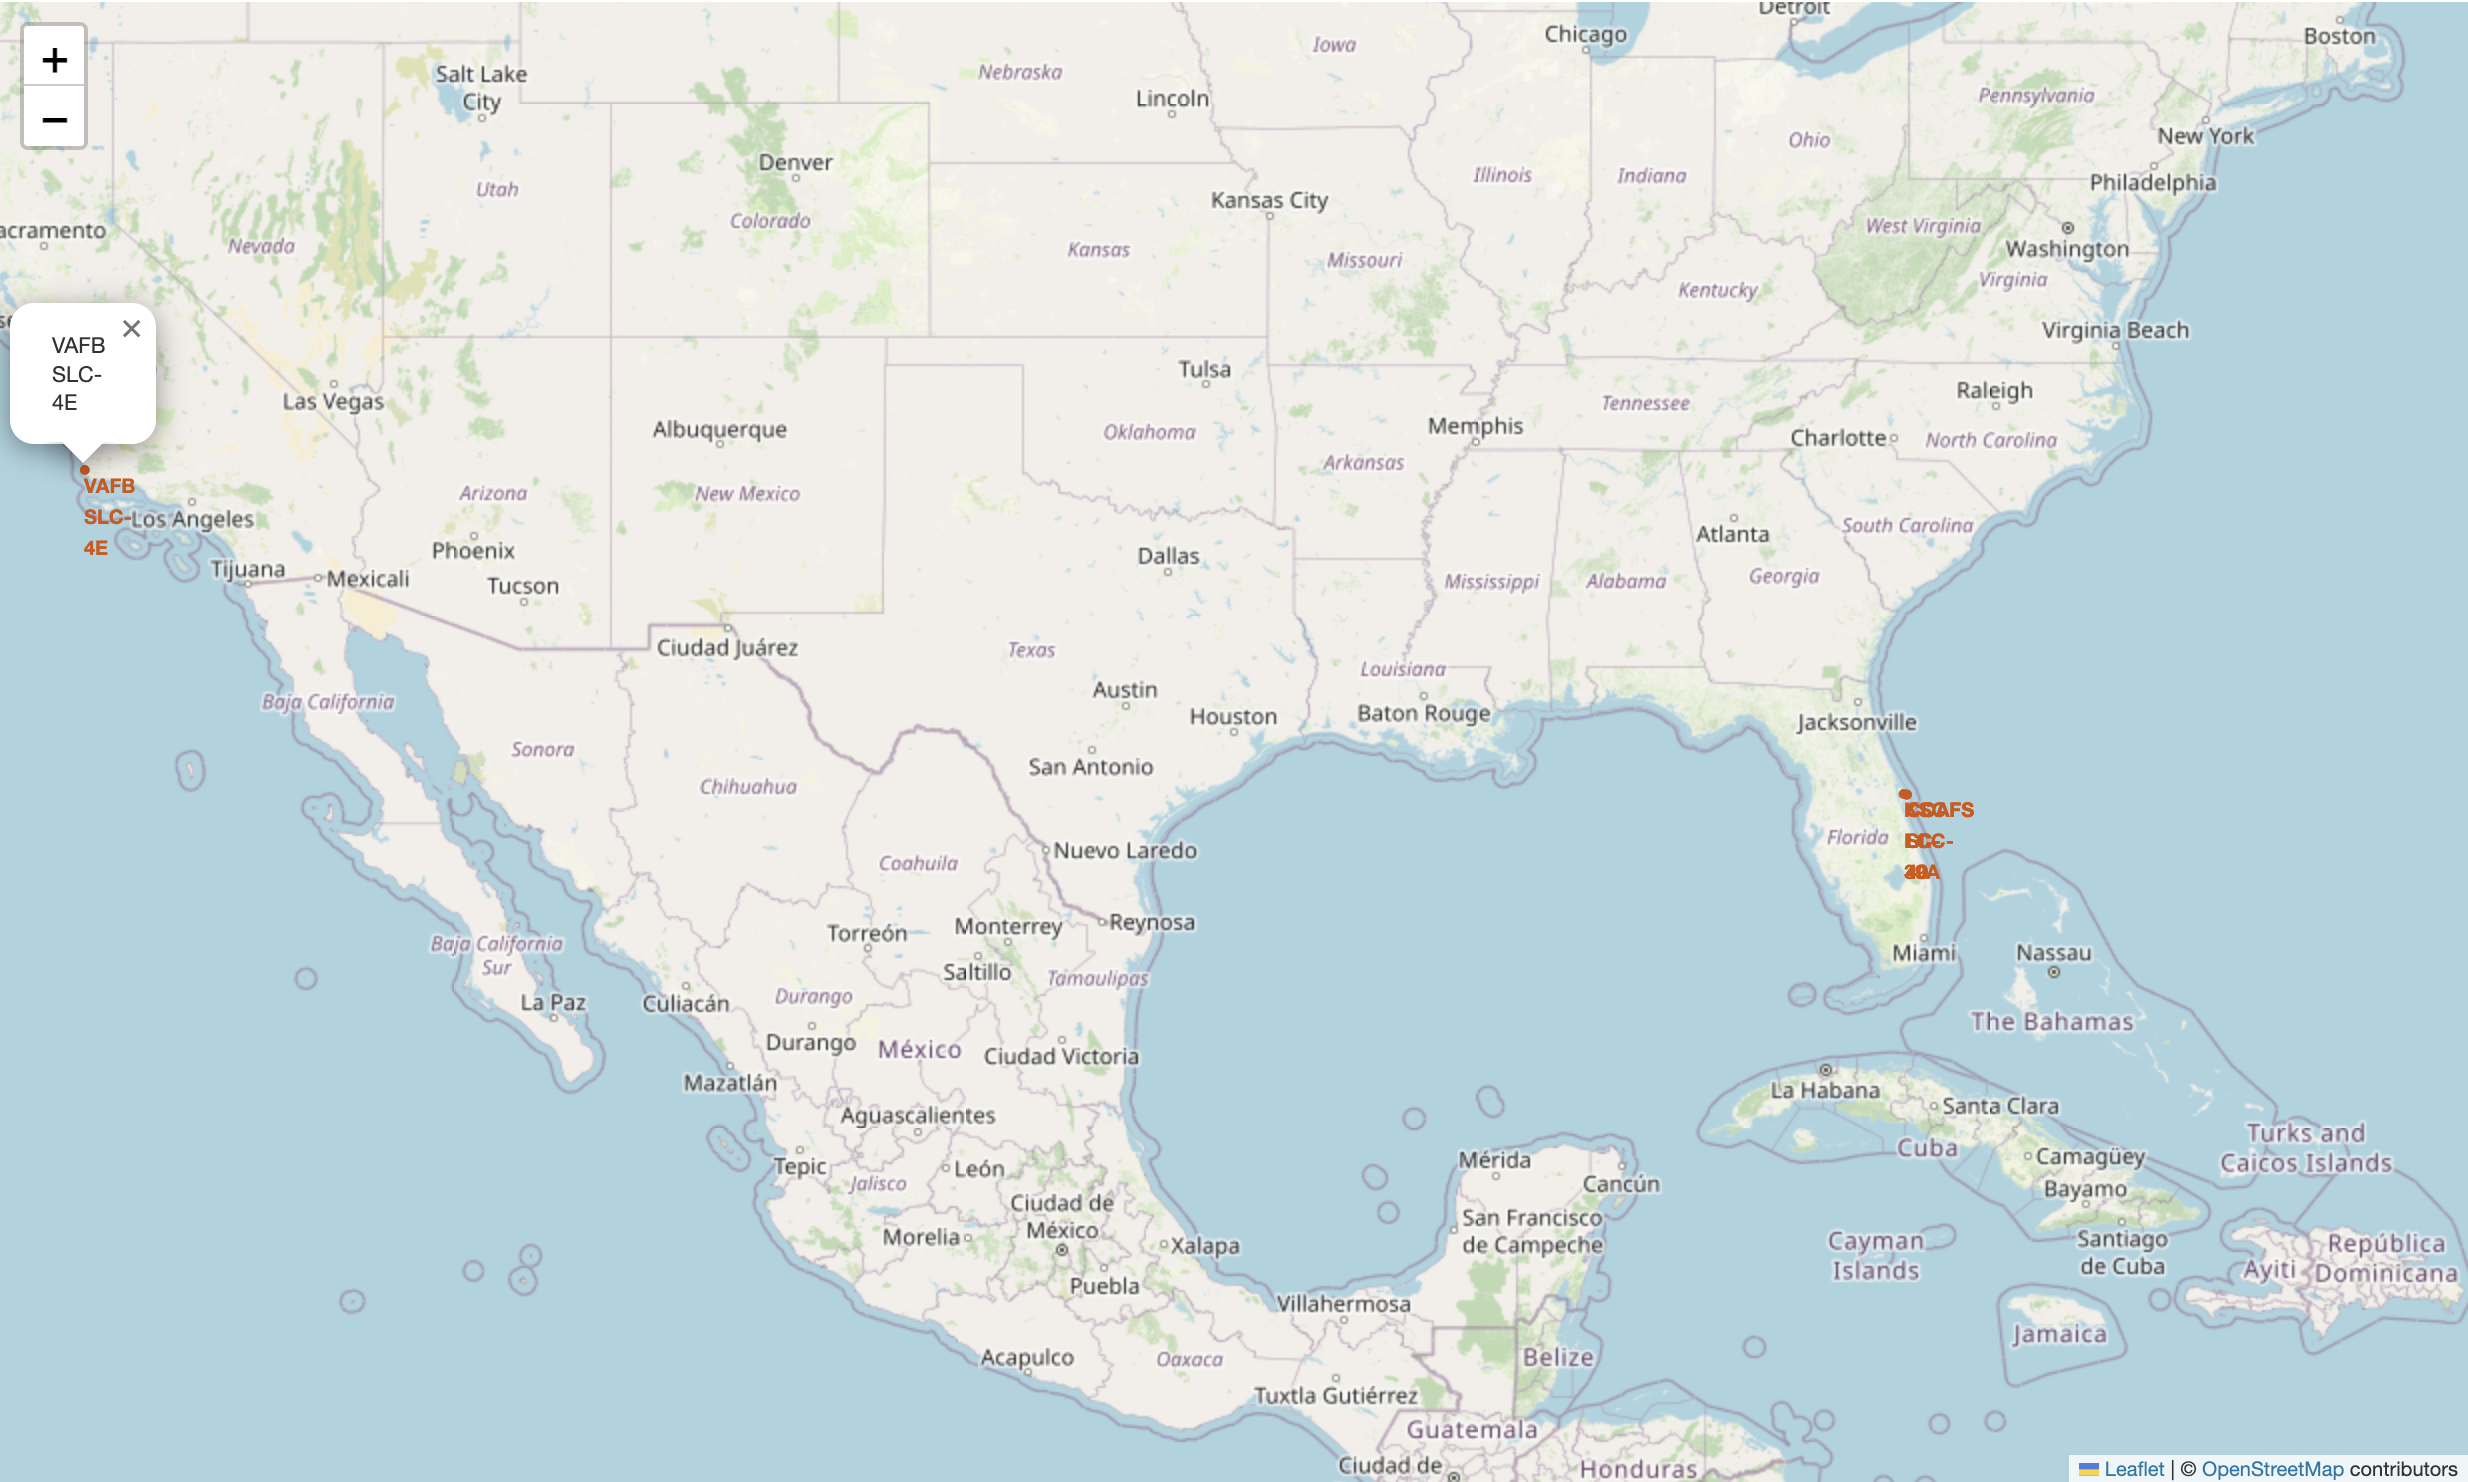 Detroit
Chicago
Boston
Iowa
+
−
Salt Lake
City
Nebraska
Lincoln
Pennsylvania
New York
Ohio
Denver
Illinois
Indiana
Philadelphia
Utah
Kansas City
Colorado
West Virginia
acramento
Nevada
Kansas
Missouri
Washington
Virginia
Kentucky
Virginia Beach
×
VAFB
SLC-
4E
Tulsa
Las Vegas
Raleigh
Tennessee
Albuquerque
Oklahoma
Memphis
Charlotte
North Carolina
Arkansas
VAFB
SLC-
4E
Arizona
New Mexico
Los Angeles
South Carolina
Atlanta
Phoenix
Dallas
Tijuana
Mexicali
Tucson
Mississippi
Alabama
Georgia
Ciudad Juárez
Texas
Louisiana
Baja California
Austin
Houston
Baton Rouge
Jacksonville
Sonora
San Antonio
Chihuahua
Florida
Nuevo Laredo
Coahuila
Reynosa
Monterrey
Torreón
Baja California
Sur
Saltillo
Tamaulipas
Miami
Nassau
La Paz
Culiacán
Durango
Durango
México
Ciudad Victoria
The Bahamas
Mazatlán
La Habana
Aguascalientes
Santa Clara
Cuba
Turks and
Caicos Islands
Tepic
León
Mérida
Camagüey
Jalisco
Cancún
Bayamo
Ciudad de
México
San Francisco
de Campeche
Morelia
Xalapa
Cayman
Islands
Santiago
de Cuba
República
Dominicana
Ayiti
Puebla
Villahermosa
Jamaica
Acapulco
Oaxaca
Belize
Tuxtla Gutiérrez
Guatemala
Ciudad de
Honduras
Leaflet | © OpenStreetMap contributors